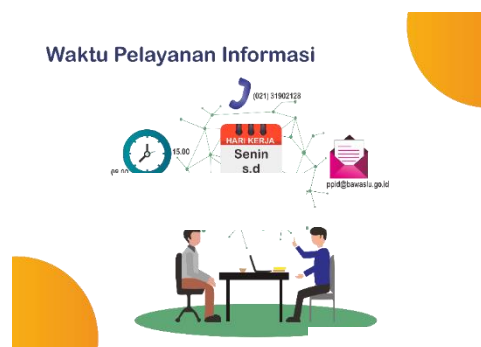 Waktu Pelayanan Informasi
(021) 31902128
HARI KERJA
15.00
Senin
s.d
ppid@bawaslu.go.id